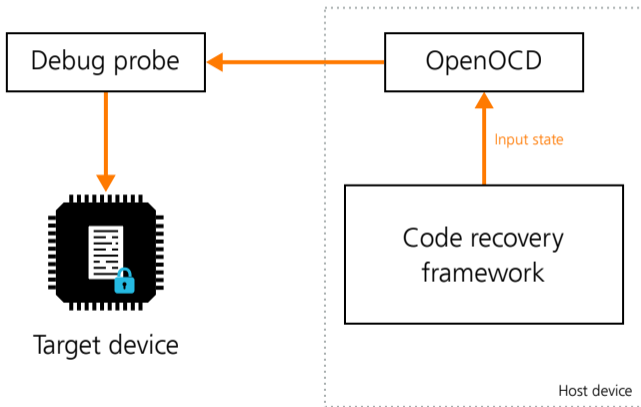 Debug probe
OpenOCD
Input state
Code recovery
framework
Target device
Host device